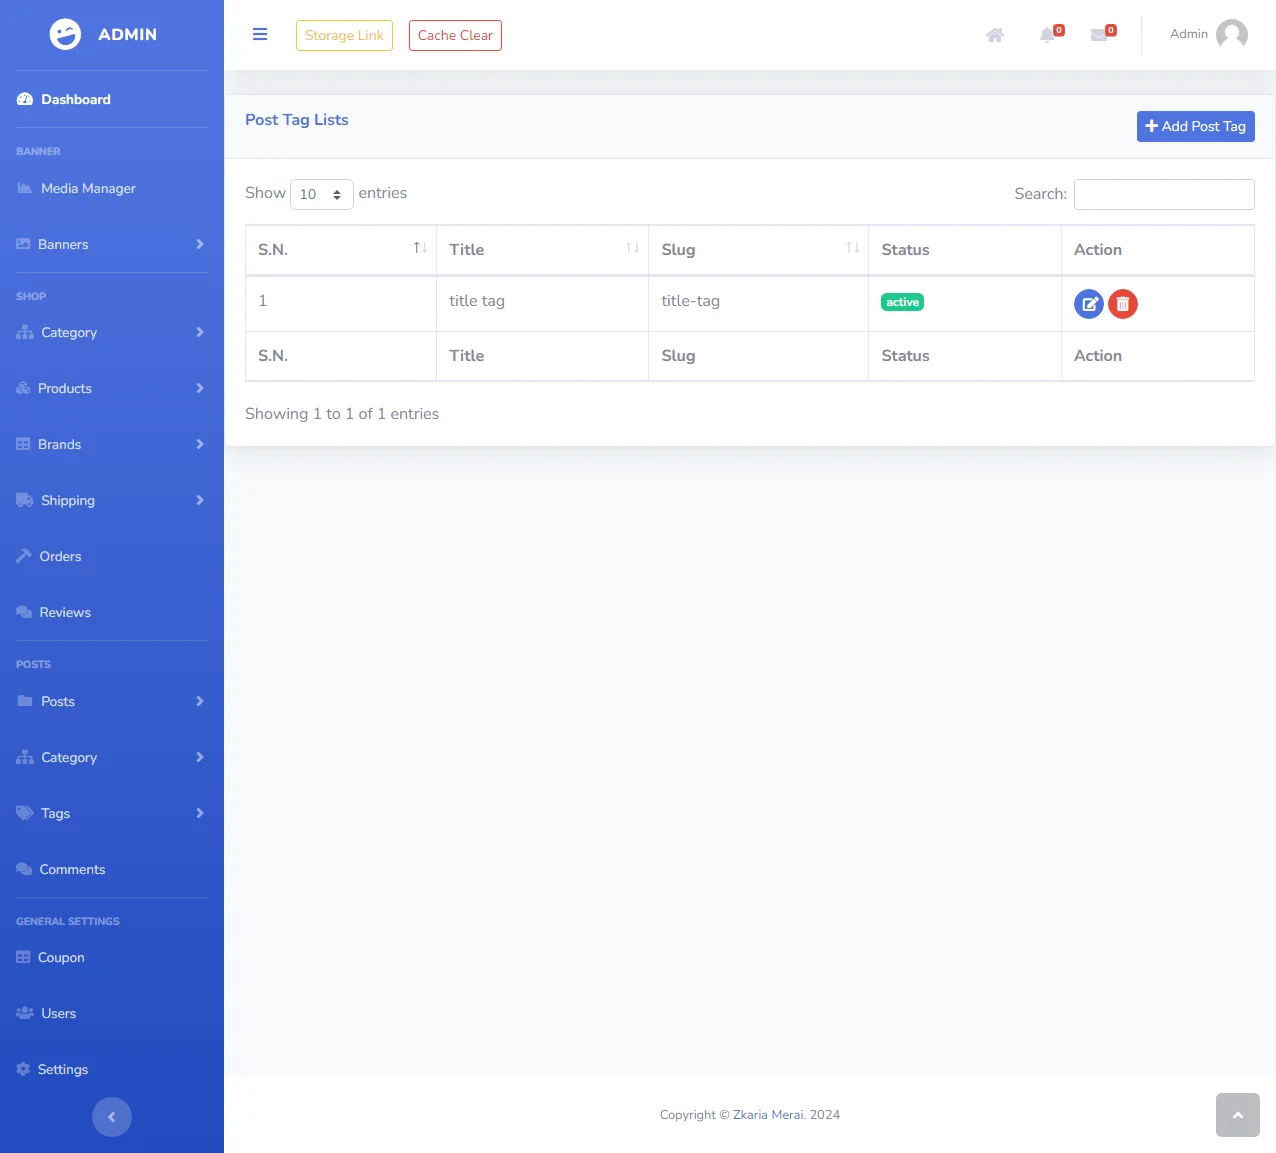 ADMIN
Storage Link
Cache Clear
0
0
Admin
Dashboard
BANNER
Media Manager
Banners
SHOP
Category
Products
Brands
Shipping
Orders
Reviews
POSTS
Posts
Category
Tags
Comments
GENERAL SETTINGS
Coupon
Users
Settings
Post Tag Lists
Add Post Tag
Show 10 entries
Search:
S.N. Title Slug Status Action
1 title tag title-tag active
S.N. Title Slug Status Action
Showing 1 to 1 of 1 entries
Copyright © Zkaria Merai. 2024